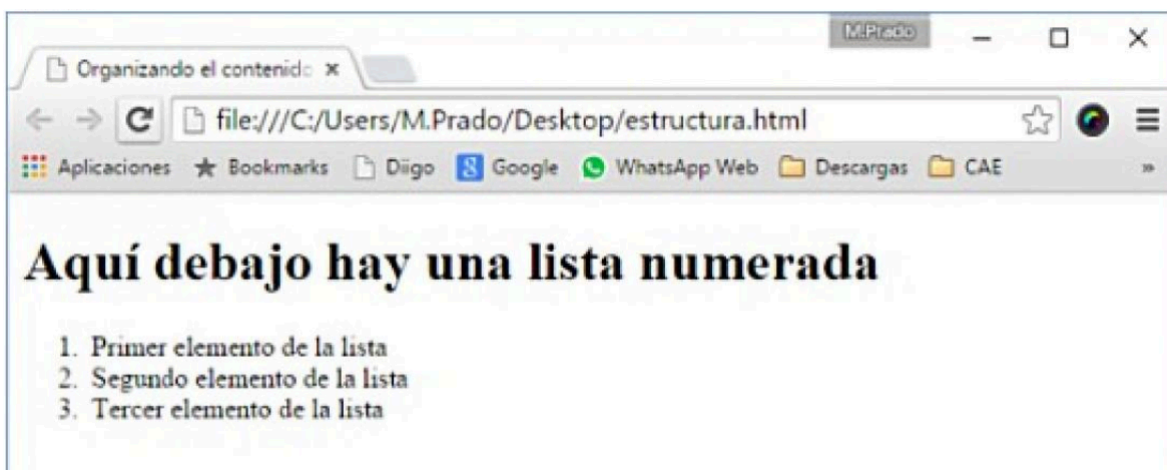 M.Prado
Organizando el contenido
file:///C:/Users/M.Prado/Desktop/estructura.html
Aplicaciones Bookmarks Diigo 8 Google WhatsApp Web Descargas CAE »
Aquí debajo hay una lista numerada
1. Primer elemento de la lista
2. Segundo elemento de la lista
3. Tercer elemento de la lista